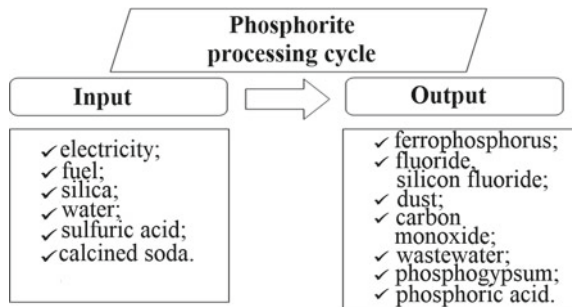 Phosphorite
processing cycle
Input
Output
✓ electricity;
✓ fuel;
✓ silica;
✓ water;
✓ sulfuric acid;
✓ calcined soda.
✓ ferrophosphorus;
✓ fluoride,
silicon fluoride;
✓ dust;
✓ carbon
monoxide;
✓ wastewater;
✓ phosphogypsum;
✓ phosphoric acid.